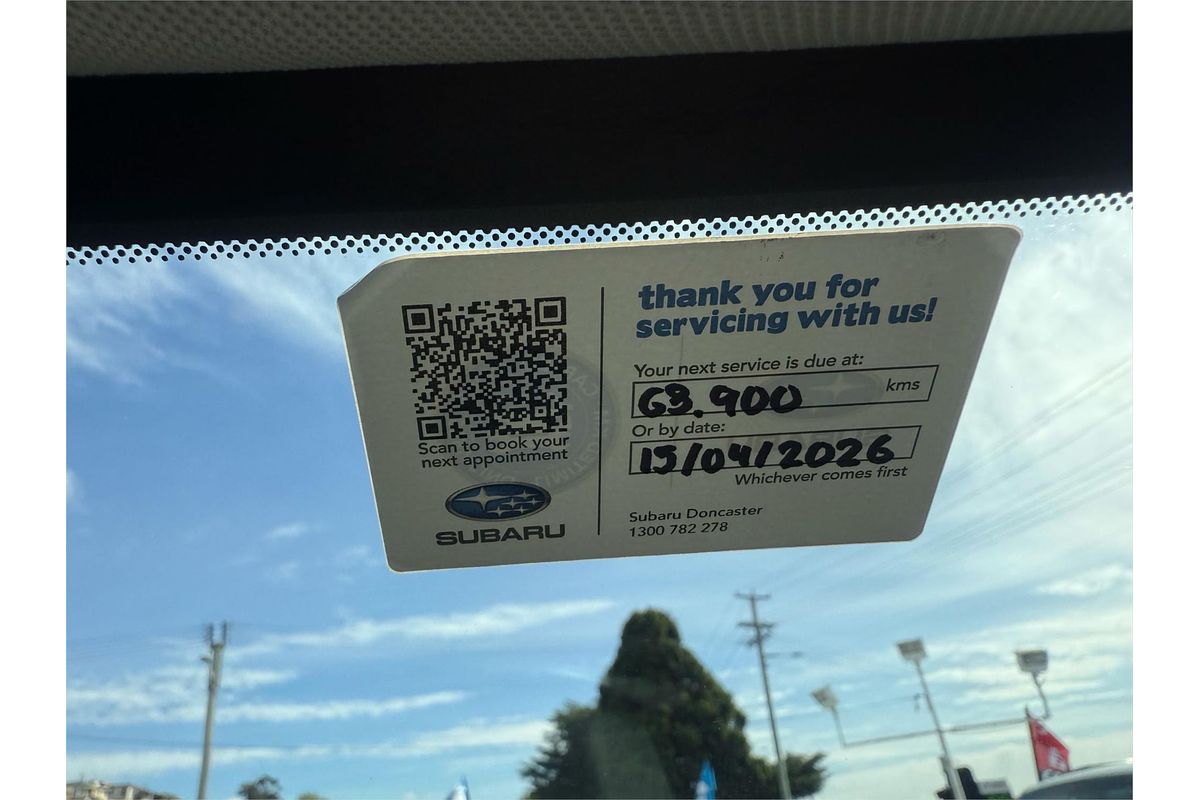 Scan to book your
next appointment
SUBARU
thank you for
servicing with us!
Your next service is due at:
63.900 kms
Or by date:
15/04/2026
Whichever comes first
Subaru Doncaster
1300 782 278